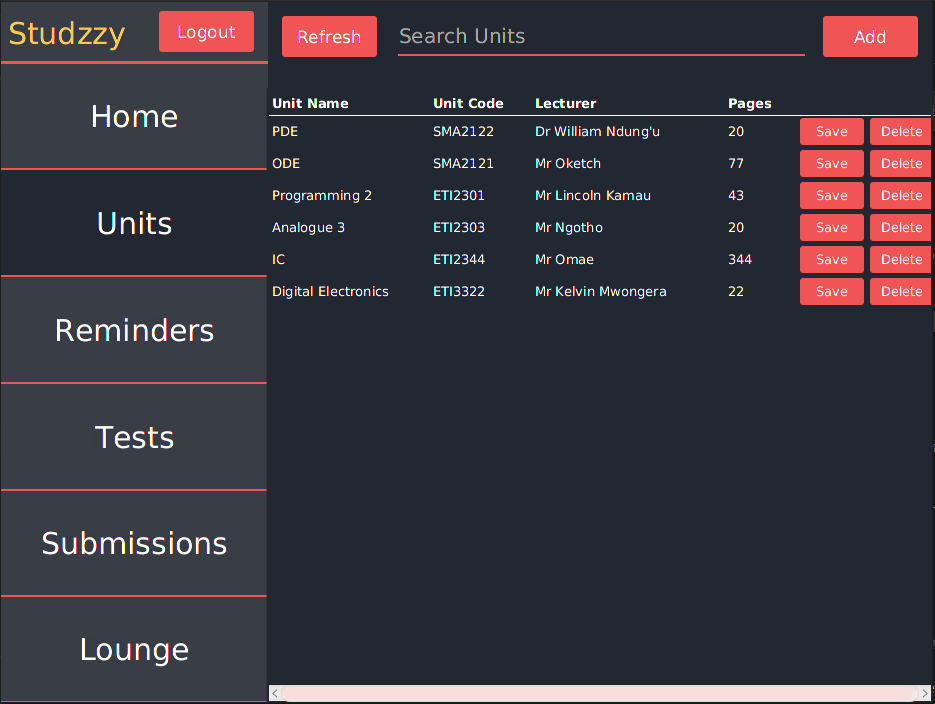 Studzzy Logout
Refresh Search Units Add
Home
Units
Reminders
Tests
Submissions
Lounge
Unit Name Unit Code Lecturer Pages
PDE SMA2122 Dr William Ndung'u 20 Save Delete
ODE SMA2121 Mr Oketch 77 Save Delete
Programming 2 ETI2301 Mr Lincoln Kamau 43 Save Delete
Analogue 3 ETI2303 Mr Ngotho 20 Save Delete
IC ETI2344 Mr Omae 344 Save Delete
Digital Electronics ETI3322 Mr Kelvin Mwongera 22 Save Delete